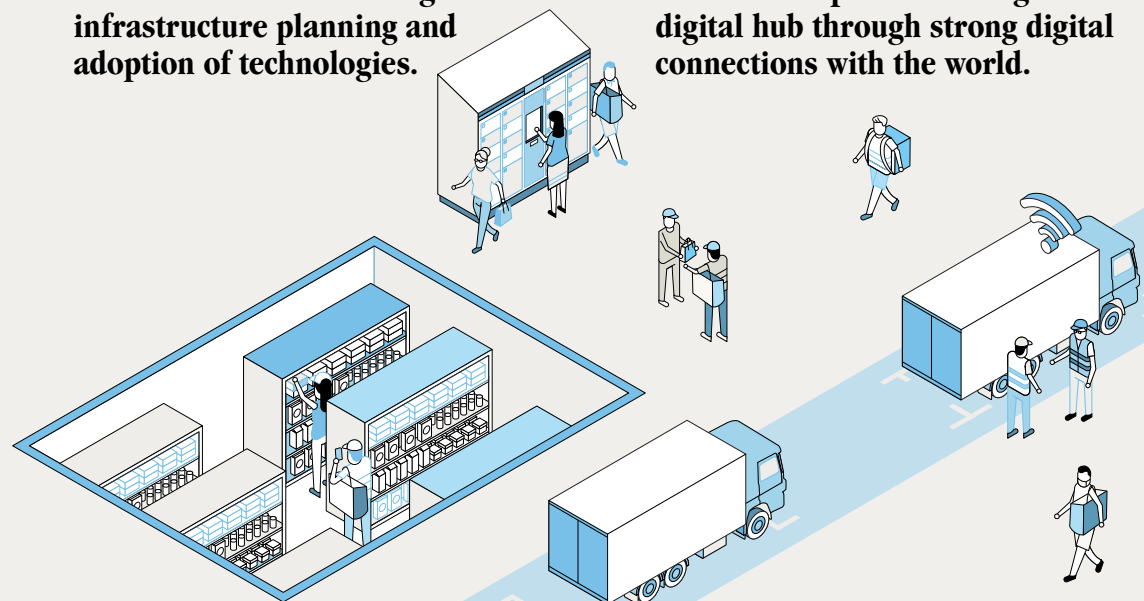 infrastructure planning and
adoption of technologies.
digital hub through strong digital
connections with the world.